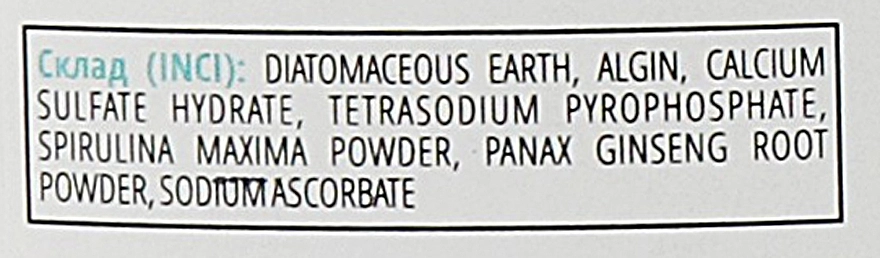 Склад (INCI): DIATOMACEOUS EARTH, ALGIN, CALCIUM
SULFATE HYDRATE, TETRASODIUM PYROPHOSPHATE,
SPIRULINA MAXIMA POWDER, PANAX GINSENG ROOT
POWDER, SODIUM ASCORBATE